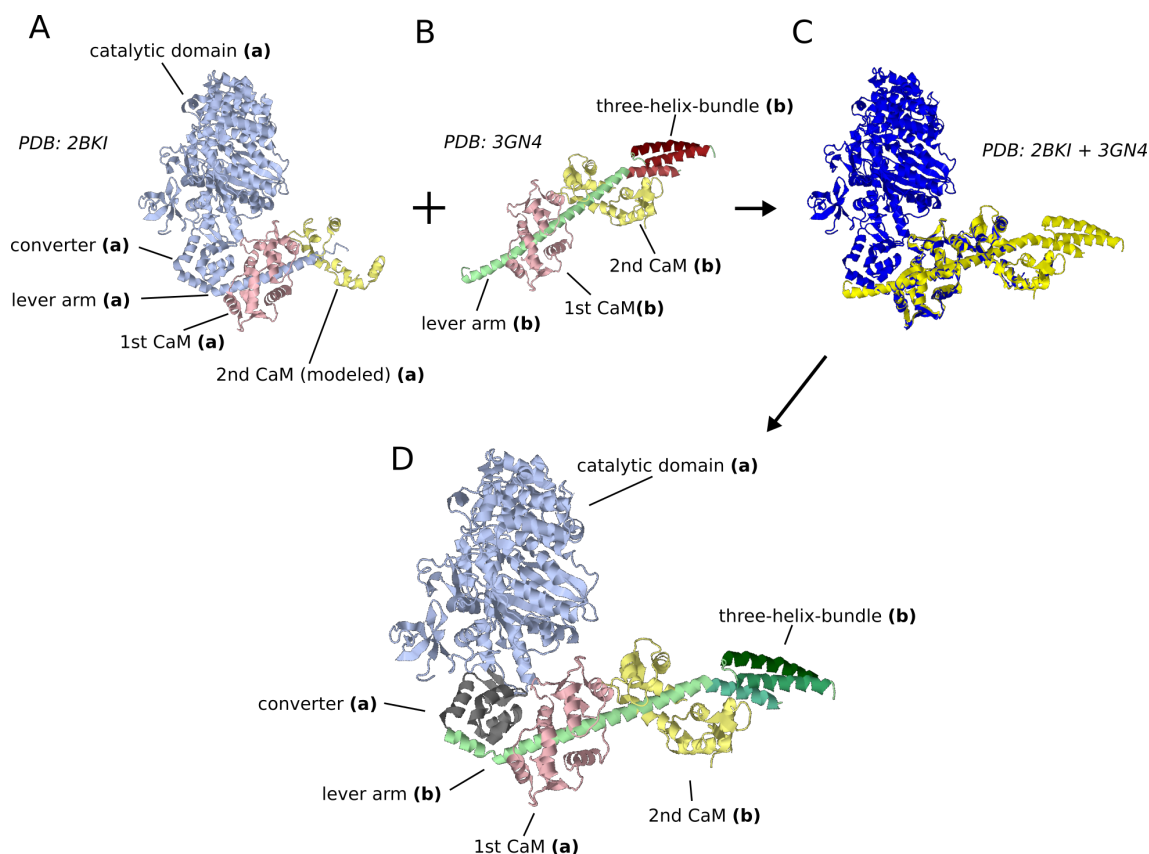 A
catalytic domain (a)
PDB: 2BKI
converter (a)
lever arm (a)
1st CaM (a)
2nd CaM (modeled) (a)
+
B
three-helix-bundle (b)
PDB: 3GN4
2nd CaM (b)
1st CaM(b)
lever arm (b)
C
PDB: 2BKI + 3GN4
D
catalytic domain (a)
three-helix-bundle (b)
converter (a)
lever arm (b)
2nd CaM (b)
1st CaM (a)